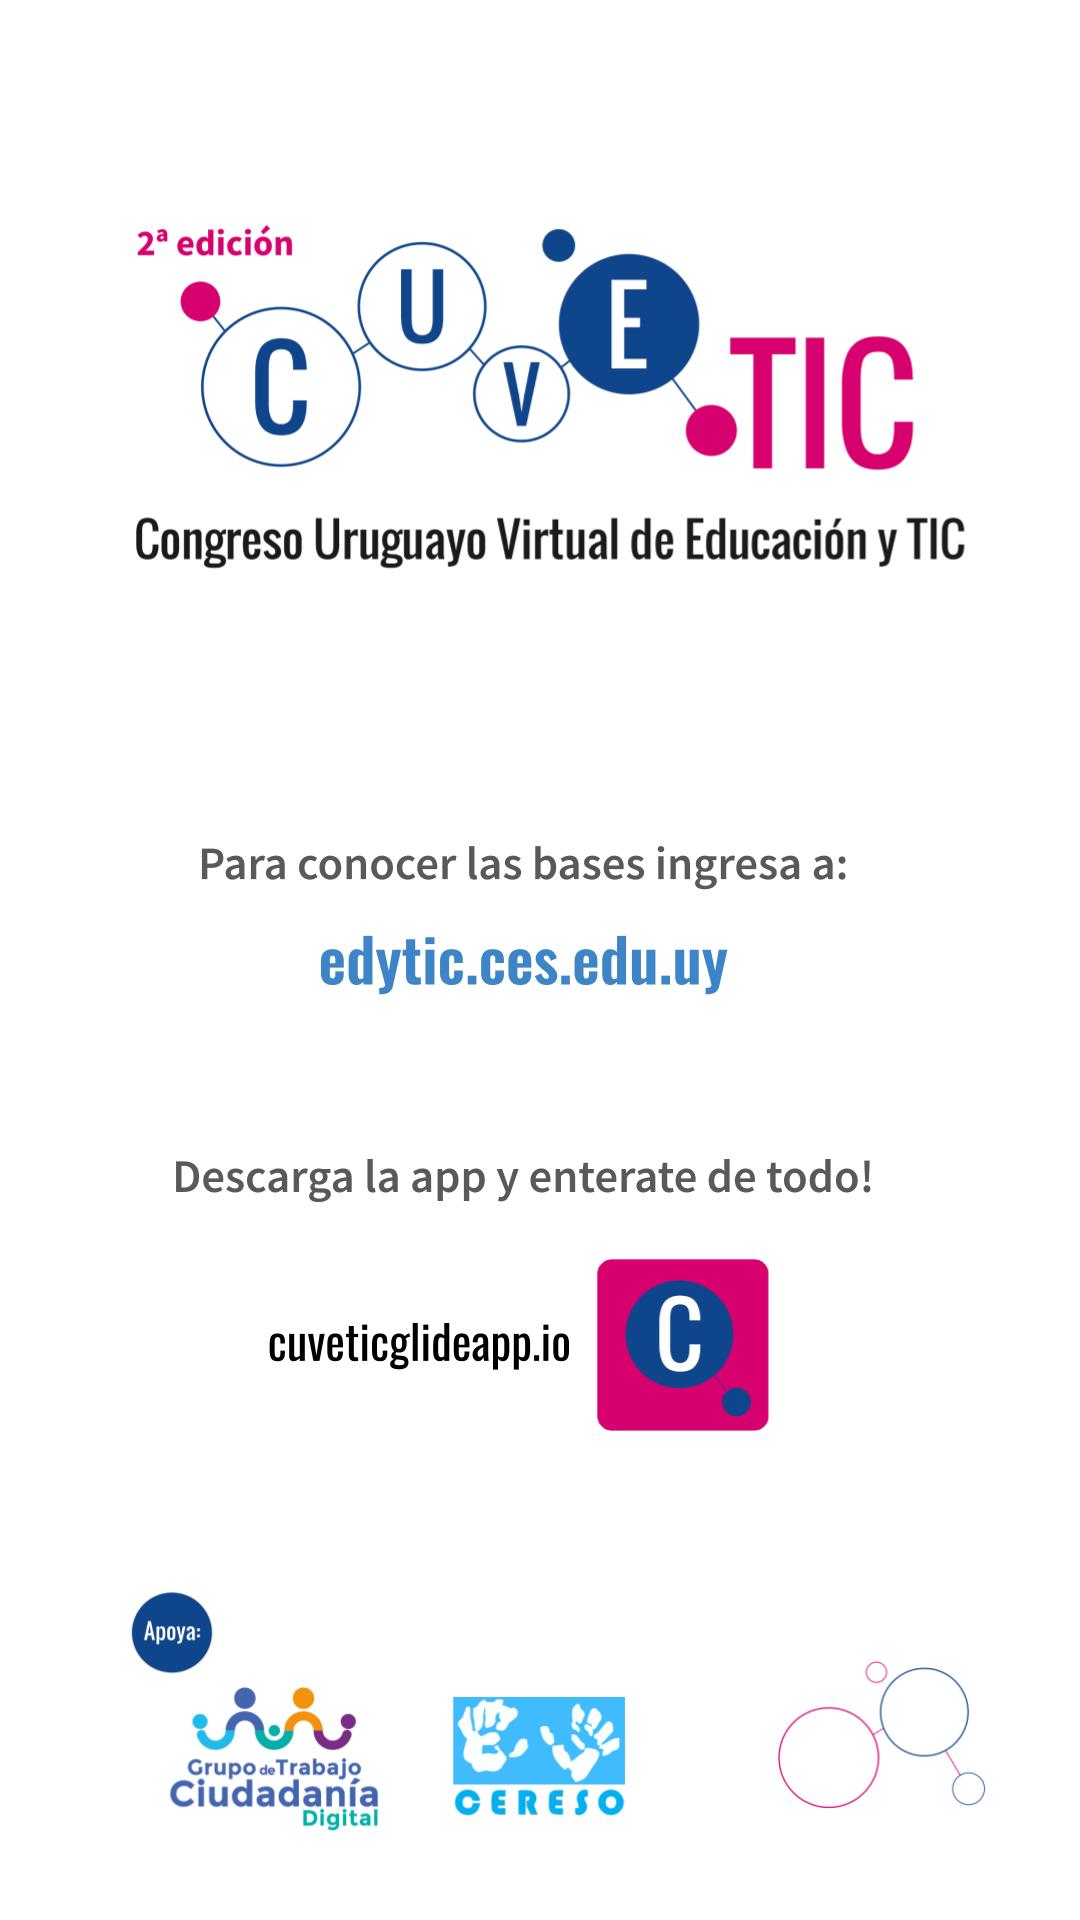 2ª edición
CUVETIC
Congreso Uruguayo Virtual de Educación y TIC
Para conocer las bases ingresa a:
edytic.ces.edu.uy
Descarga la app y enterate de todo!
cuveticglideapp.io
C
Apoya:
Grupo de Trabajo
Ciudadanía
Digital
CERESO